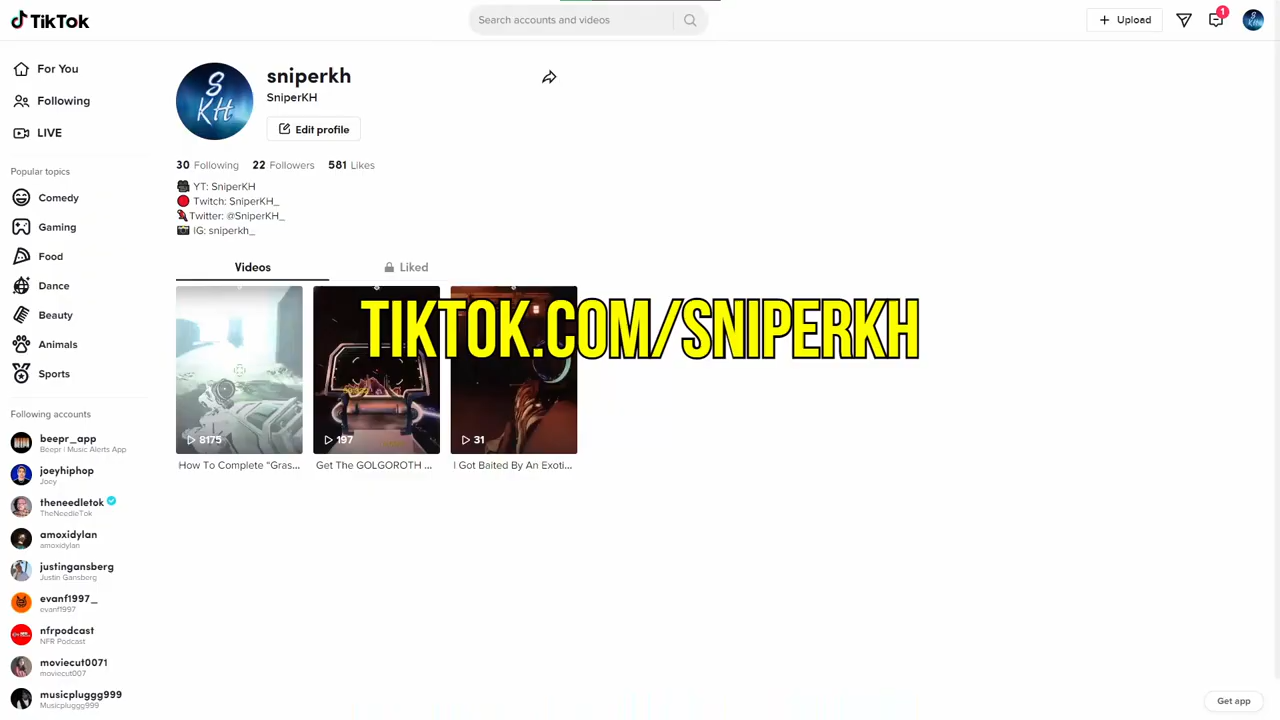 TikTok
Search accounts and videos
Upload
1
For You
Following
LIVE
Popular topics
Comedy
Gaming
Food
Dance
Beauty
Animals
Sports
Following accounts
beepr_app
Beepr | Music Alerts App
joeyhiphop
Joey
theneedletok
TheNeedleTok
amoxidylan
amoxidylan
justingansberg
Justin Gansberg
evanf1997_
evanf1997
nfrpodcast
NFR Podcast
moviecut0071
moviecut007
musicpluggg999
Musicpluggg999
S
KH
sniperkh
SniperKH
Edit profile
30 Following 22 Followers 581 Likes
YT: SniperKH
Twitch: SniperKH_
Twitter: @SniperKH_
IG: sniperkh_
Videos Liked
TIKTOK.COM/SNIPERKH
8175 197 31
How To Complete “Gras... Get The GOLGOROTH ... I Got Baited By An Exoti...
Get app